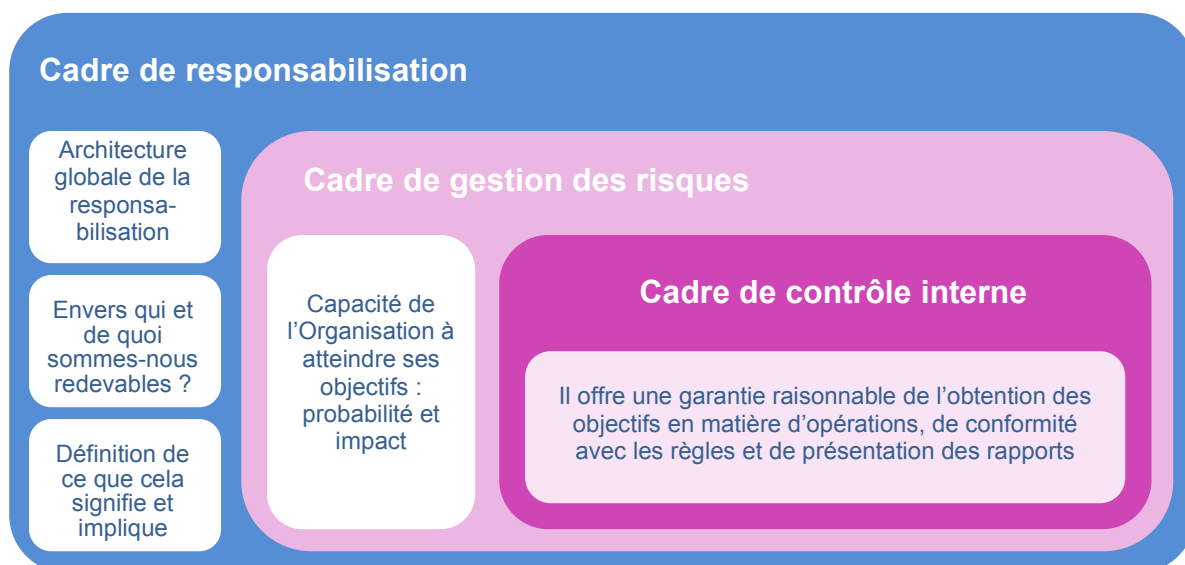 Cadre de responsabilisation
Architecture
globale de la
responsa-
bilisation
Envers qui et
de quoi
sommes-nous
redevables ?
Définition de
ce que cela
signifie et
implique
Cadre de gestion des risques
Capacité de
l’Organisation à
atteindre ses
objectifs :
probabilité et
impact
Cadre de contrôle interne
Il offre une garantie raisonnable de l’obtention des
objectifs en matière d’opérations, de conformité
avec les règles et de présentation des rapports